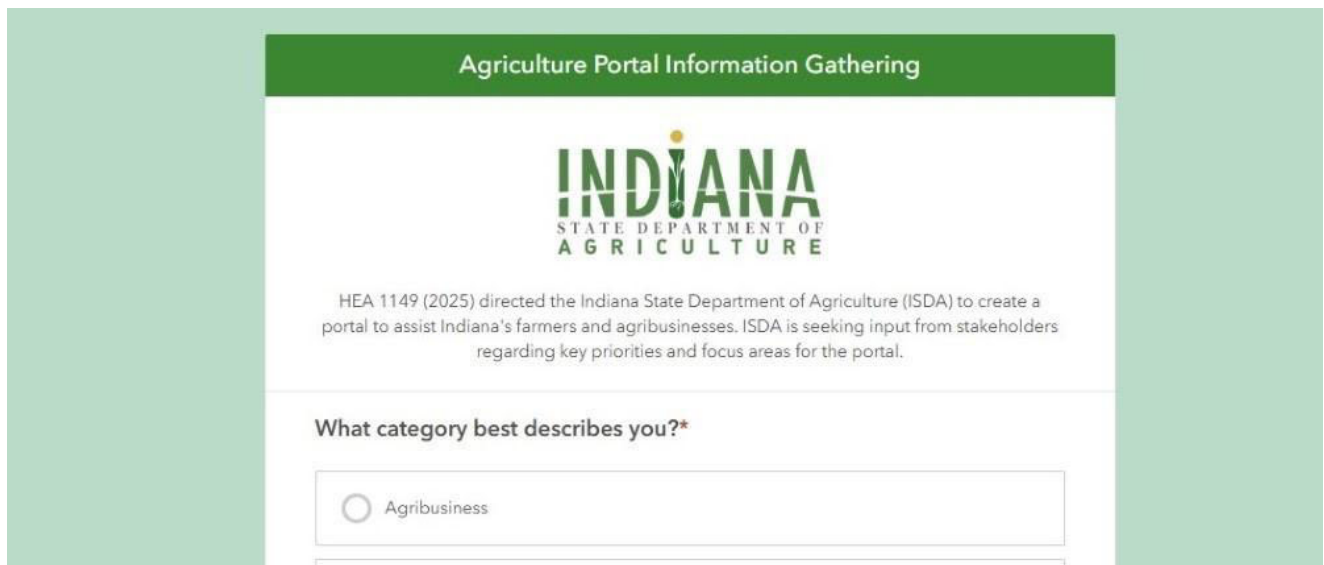 Agriculture Portal Information Gathering
INDIANA
STATE DEPARTMENT OF
AGRICULTURE
HEA 1149 (2025) directed the Indiana State Department of Agriculture (ISDA) to create a
portal to assist Indiana's farmers and agribusinesses. ISDA is seeking input from stakeholders
regarding key priorities and focus areas for the portal.
What category best describes you?*
Agribusiness